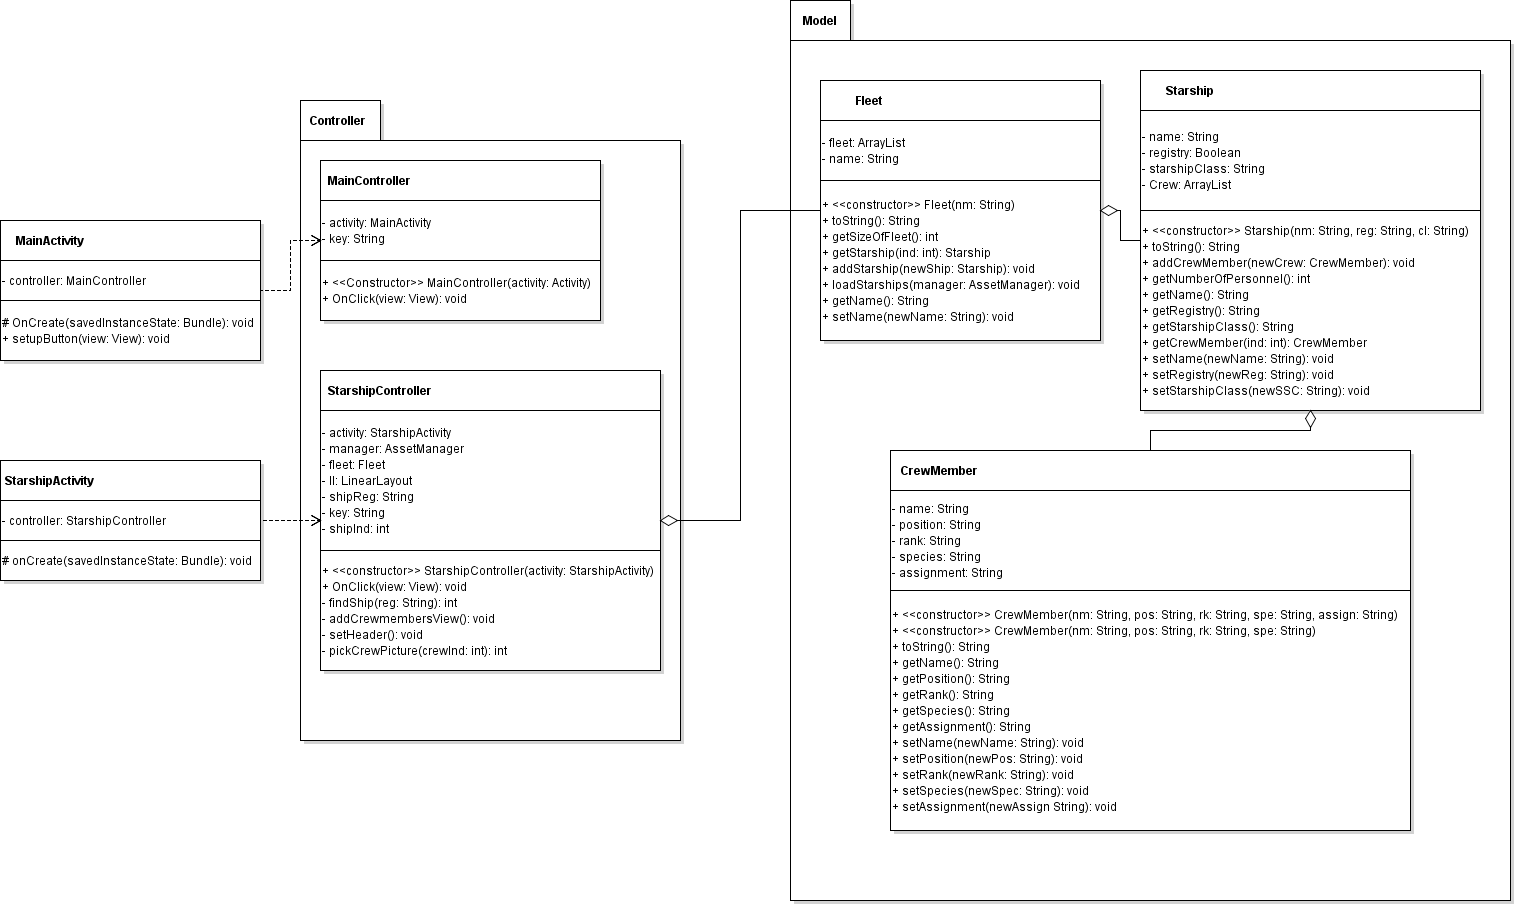 MainActivity
- controller: MainController
# OnCreate(savedInstanceState: Bundle): void
+ setupButton(view: View): void
StarshipActivity
- controller: StarshipController
# onCreate(savedInstanceState: Bundle): void
Controller
MainController
- activity: MainActivity
- key: String
+ <<Constructor>> MainController(activity: Activity)
+ OnClick(view: View): void
StarshipController
- activity: StarshipActivity
- manager: AssetManager
- fleet: Fleet
- ll: LinearLayout
- shipReg: String
- key: String
- shipInd: int
+ <<constructor>> StarshipController(activity: StarshipActivity)
+ OnClick(view: View): void
- findShip(reg: String): int
- addCrewmembersView(): void
- setHeader(): void
- pickCrewPicture(crewInd: int): int
Model
Fleet
- fleet: ArrayList
- name: String
+ <<constructor>> Fleet(nm: String)
+ toString(): String
+ getSizeOfFleet(): int
+ getStarship(ind: int): Starship
+ addStarship(newShip: Starship): void
+ loadStarships(manager: AssetManager): void
+ getName(): String
+ setName(newName: String): void
Starship
- name: String
- registry: Boolean
- starshipClass: String
- Crew: ArrayList
+ <<constructor>> Starship(nm: String, reg: String, cl: String)
+ toString(): String
+ addCrewMember(newCrew: CrewMember): void
+ getNumberOfPersonnel(): int
+ getName(): String
+ getRegistry(): String
+ getStarshipClass(): String
+ getCrewMember(ind: int): CrewMember
+ setName(newName: String): void
+ setRegistry(newReg: String): void
+ setStarshipClass(newSSC: String): void
CrewMember
- name: String
- position: String
- rank: String
- species: String
- assignment: String
+ <<constructor>> CrewMember(nm: String, pos: String, rk: String, spe: String, assign: String)
+ <<constructor>> CrewMember(nm: String, pos: String, rk: String, spe: String)
+ toString(): String
+ getName(): String
+ getPosition(): String
+ getRank(): String
+ getSpecies(): String
+ getAssignment(): String
+ setName(newName: String): void
+ setPosition(newPos: String): void
+ setRank(newRank: String): void
+ setSpecies(newSpec: String): void
+ setAssignment(newAssign String): void